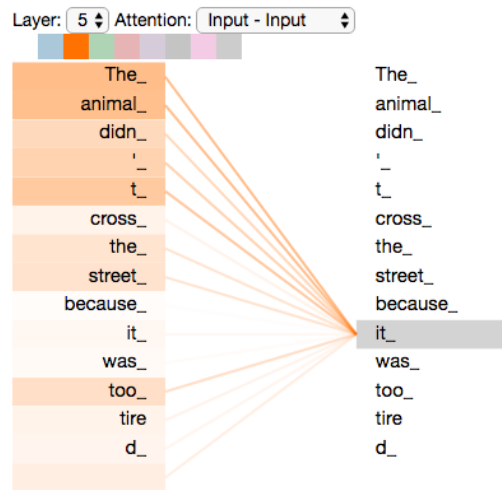 Layer: 5 Attention: Input - Input
The_ The_
animal_ animal_
didn_ didn_
'_ '_
t_ t_
cross_ cross_
the_ the_
street_ street_
because_ because_
it_ it_
was_ was_
too_ too_
tire tire
d_ d_